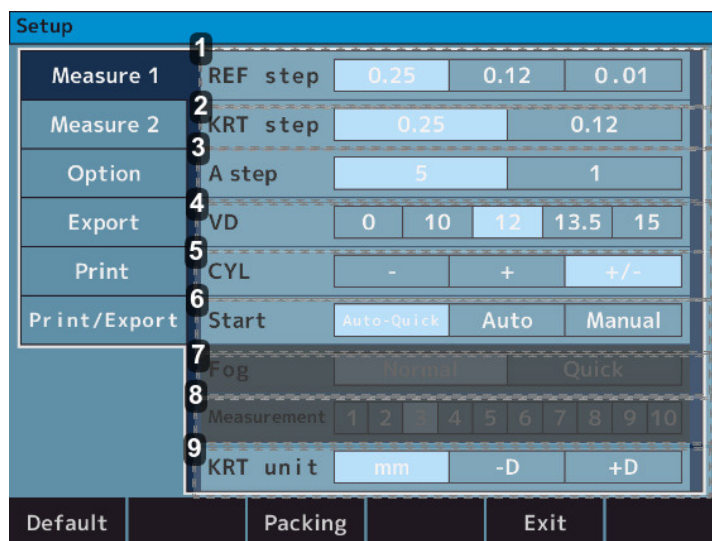 Setup
Measure 1
Measure 2
Option
Export
Print
Print/Export
1 REF step 0.25 0.12 0.01
2 KRT step 0.25 0.12
3 A step 5 1
4 VD 0 10 12 13.5 15
5 CYL - + +/-
6 Start Auto-Quick Auto Manual
7 Fog Normal Quick
8 Measurement 1 2 3 4 5 6 7 8 9 10
9 KRT unit mm -D +D
Default Packing Exit